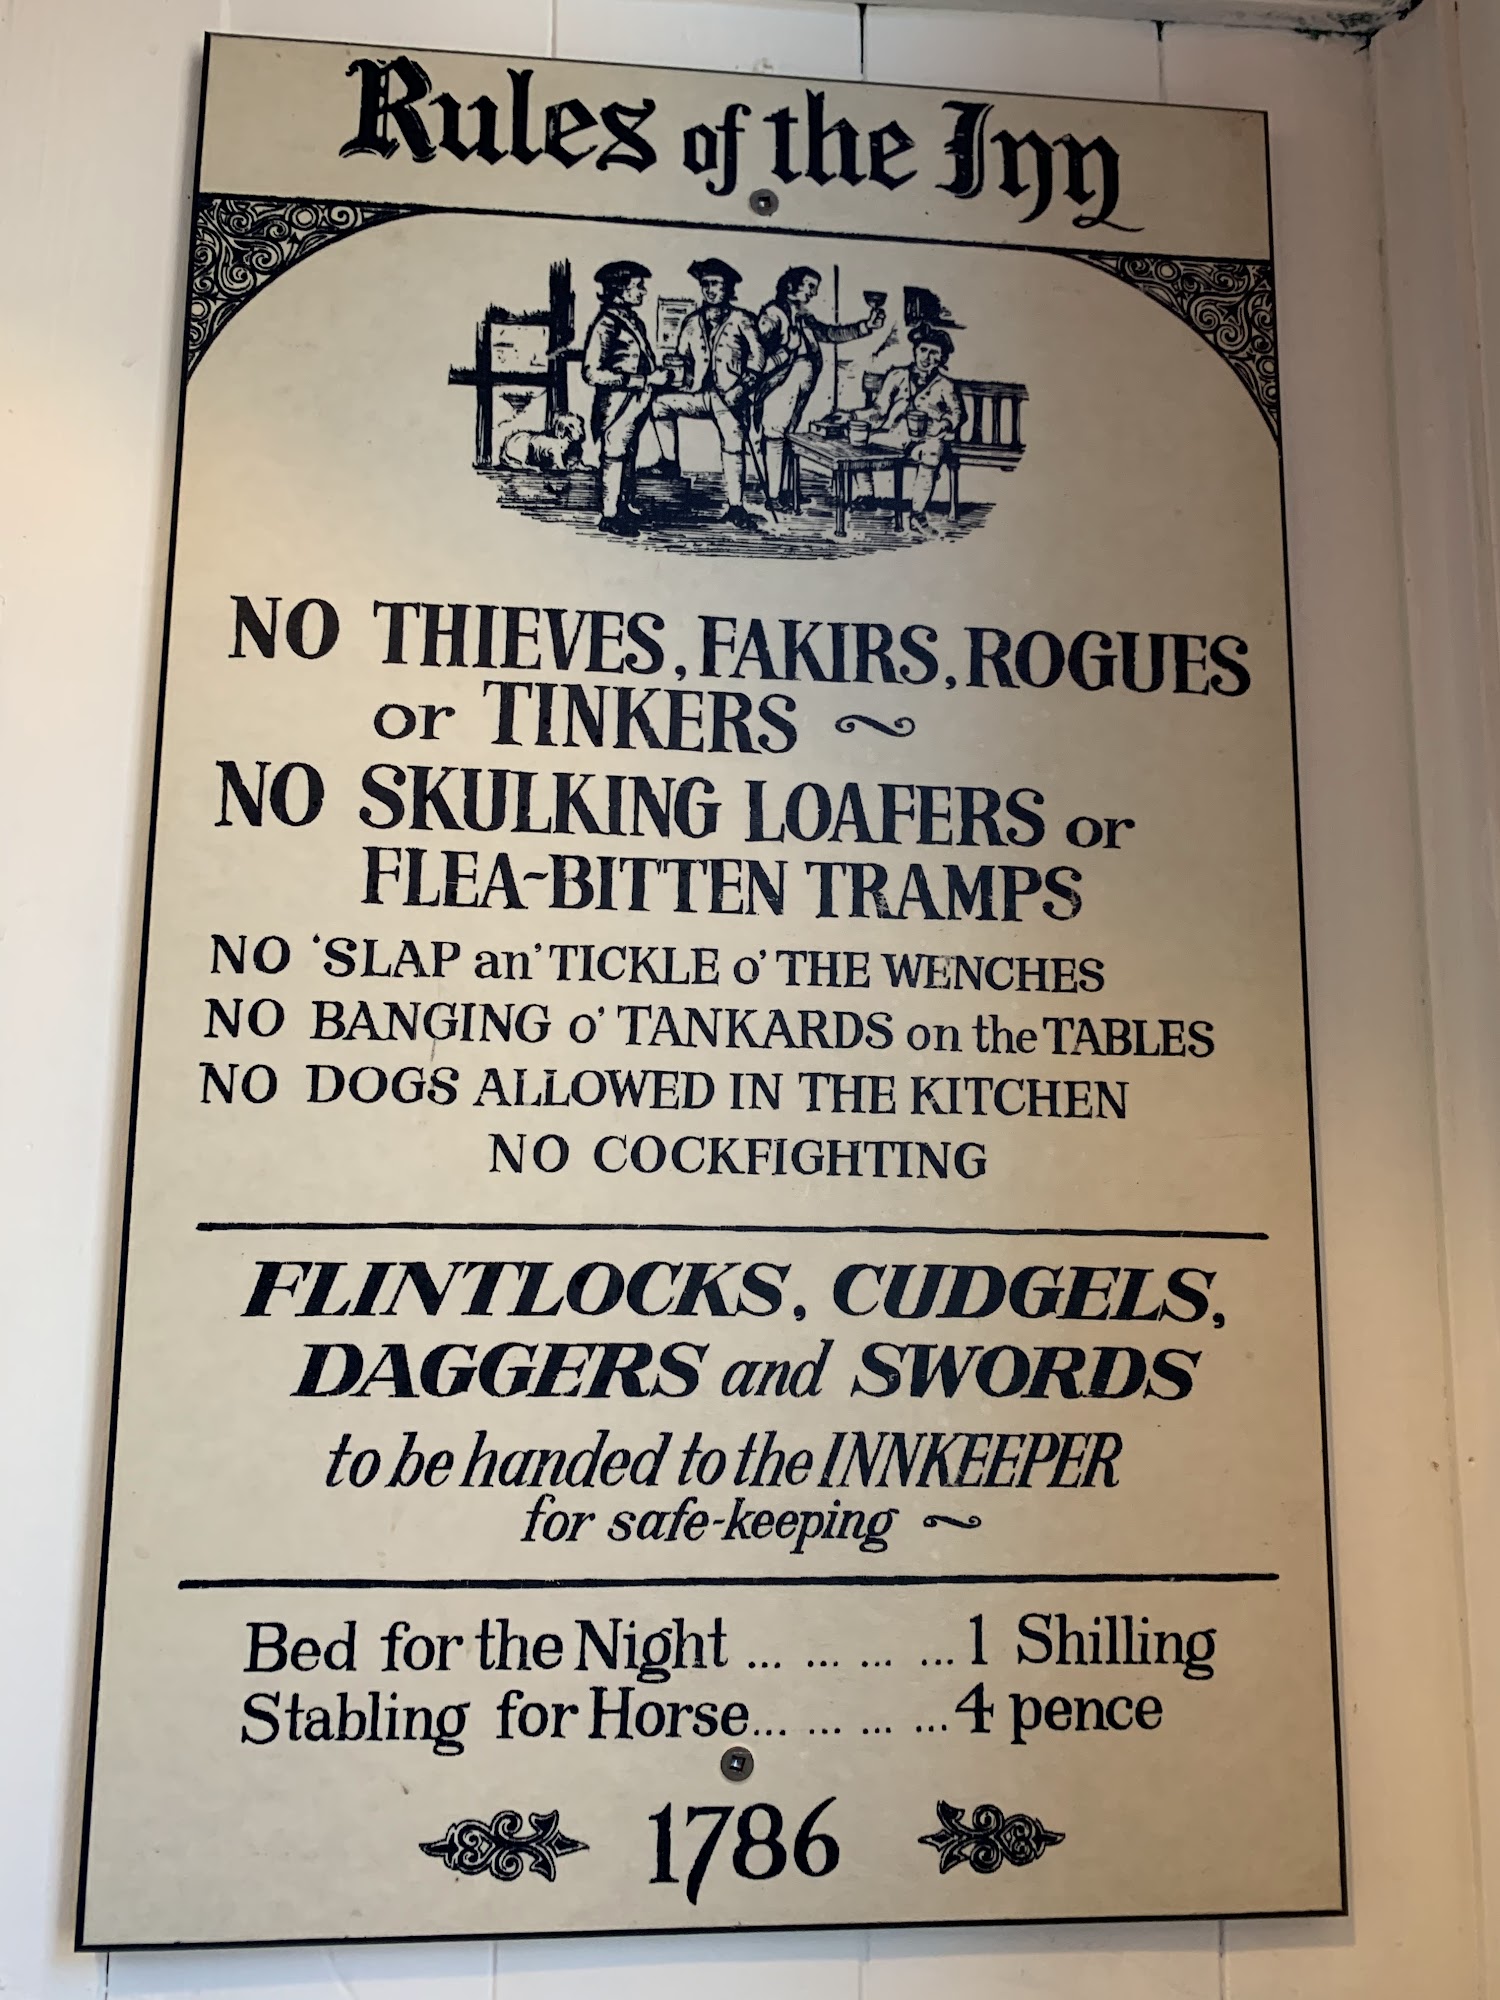 Rules of the Inn
NO THIEVES, FAKIRS, ROGUES
or TINKERS ~
NO SKULKING LOAFERS or
FLEA-BITTEN TRAMPS
NO ‘SLAP an’ TICKLE o’ THE WENCHES
NO BANGING o’ TANKARDS on the TABLES
NO DOGS ALLOWED IN THE KITCHEN
NO COCKFIGHTING
FLINTLOCKS, CUDGELS,
DAGGERS and SWORDS
to be handed to the INNKEEPER
for safe-keeping ~
Bed for the Night ... ... ... ... 1 Shilling
Stabling for Horse... ... ... ... 4 pence
1786